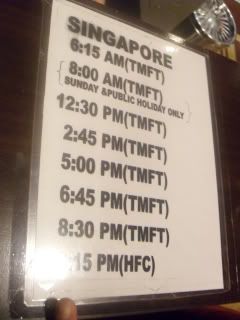 SINGAPORE
6:15 AM(TMFT)
8:00 AM(TMFT)
SUNDAY &PUBLIC HOLIDAY ONLY
12:30 PM(TMFT)
2:45 PM(TMFT)
5:00 PM(TMFT)
6:45 PM(TMFT)
8:30 PM(TMFT)
:15 PM(HFC)